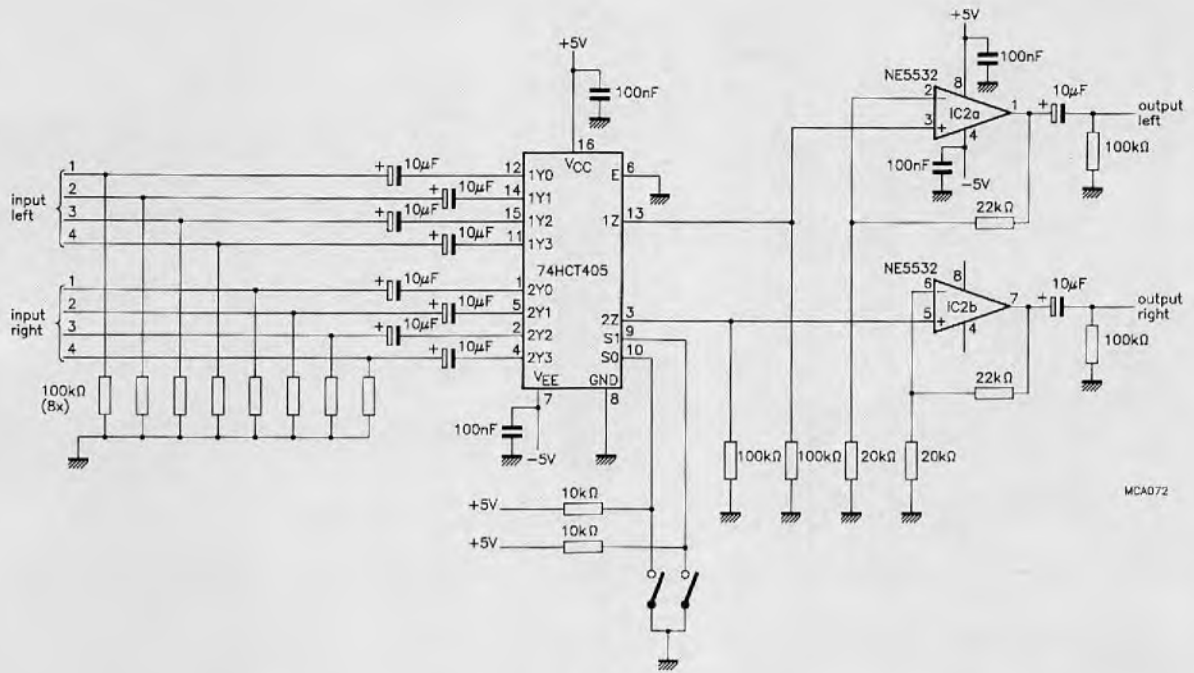 +5V
100nF
16
VCC
input
left
1
2
3
4
+ 10µF
+ 10µF
+ 10µF
+ 10µF
12 1Y0
14 1Y1
15 1Y2
11 1Y3
E 6
1Z 13
74HCT405
input
right
1
2
3
4
+ 10µF
+ 10µF
+ 10µF
+ 10µF
1 2Y0
5 2Y1
2 2Y2
4 2Y3
2Z 3
S1 9
S0 10
VEE GND
7 8
100kΩ
(8x)
100nF
−5V
+5V 10kΩ
+5V 10kΩ
+5V
100nF
NE5532
8
2 −
3 +
IC2a
1
4
100nF
−5V
+ 10µF
output
left
100kΩ
22kΩ
NE5532
8
6 −
5 +
IC2b
7
4
+ 10µF
output
right
100kΩ
22kΩ
100kΩ 100kΩ 20kΩ 20kΩ
MCA072